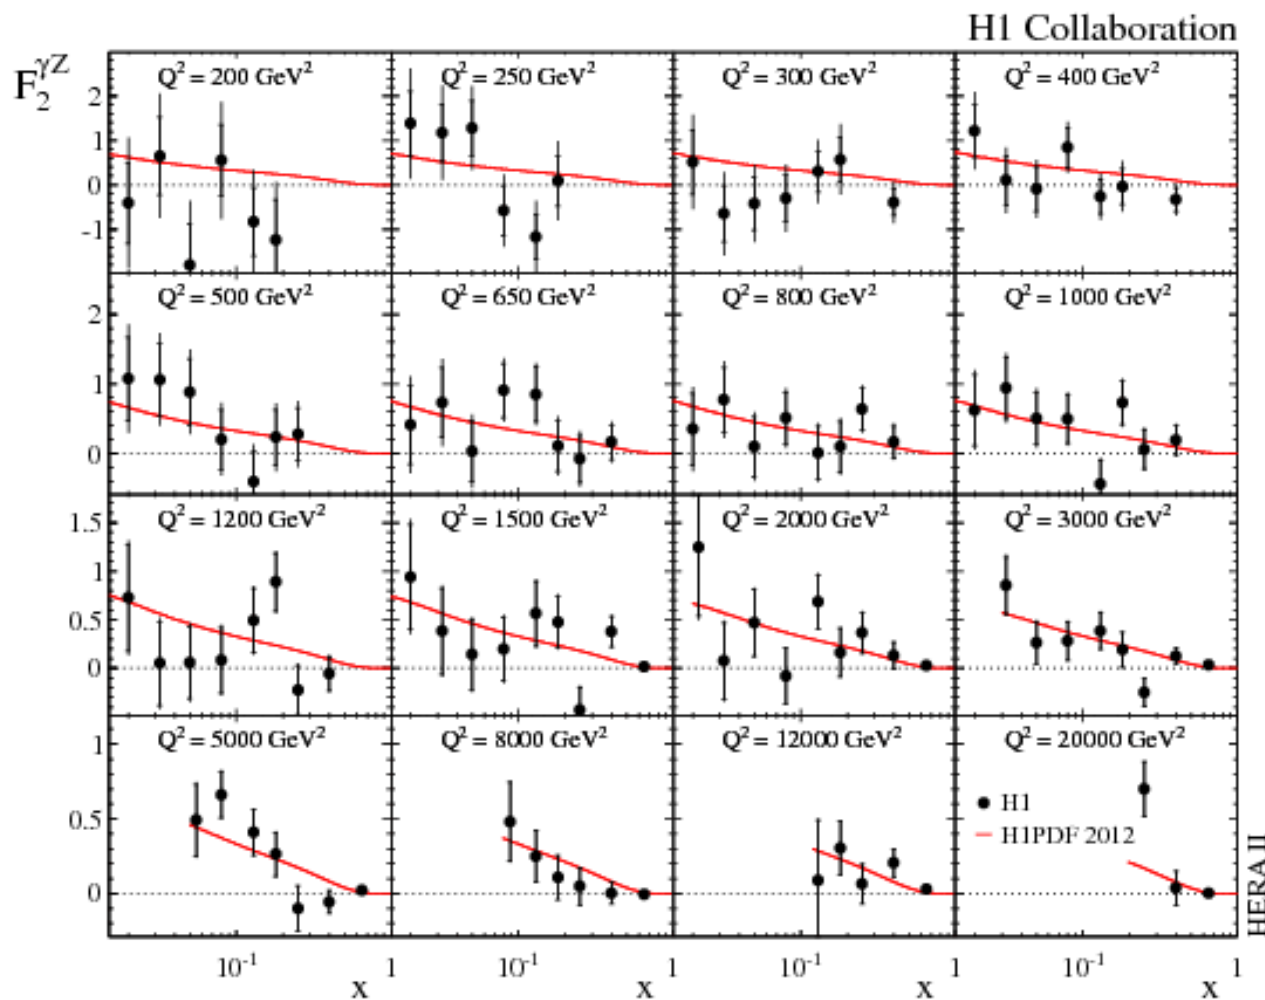 H1 Collaboration
F₂^γZ
Q² = 200 GeV²
Q² = 250 GeV²
Q² = 300 GeV²
Q² = 400 GeV²
2
1
0
-1
Q² = 500 GeV²
Q² = 650 GeV²
Q² = 800 GeV²
Q² = 1000 GeV²
2
1
0
Q² = 1200 GeV²
Q² = 1500 GeV²
Q² = 2000 GeV²
Q² = 3000 GeV²
1.5
1
0.5
0
Q² = 5000 GeV²
Q² = 8000 GeV²
Q² = 12000 GeV²
Q² = 20000 GeV²
1
0.5
0
H1
H1PDF 2012
HERA II
10⁻¹ 1 10⁻¹ 1 10⁻¹ 1 10⁻¹ 1
x x x x